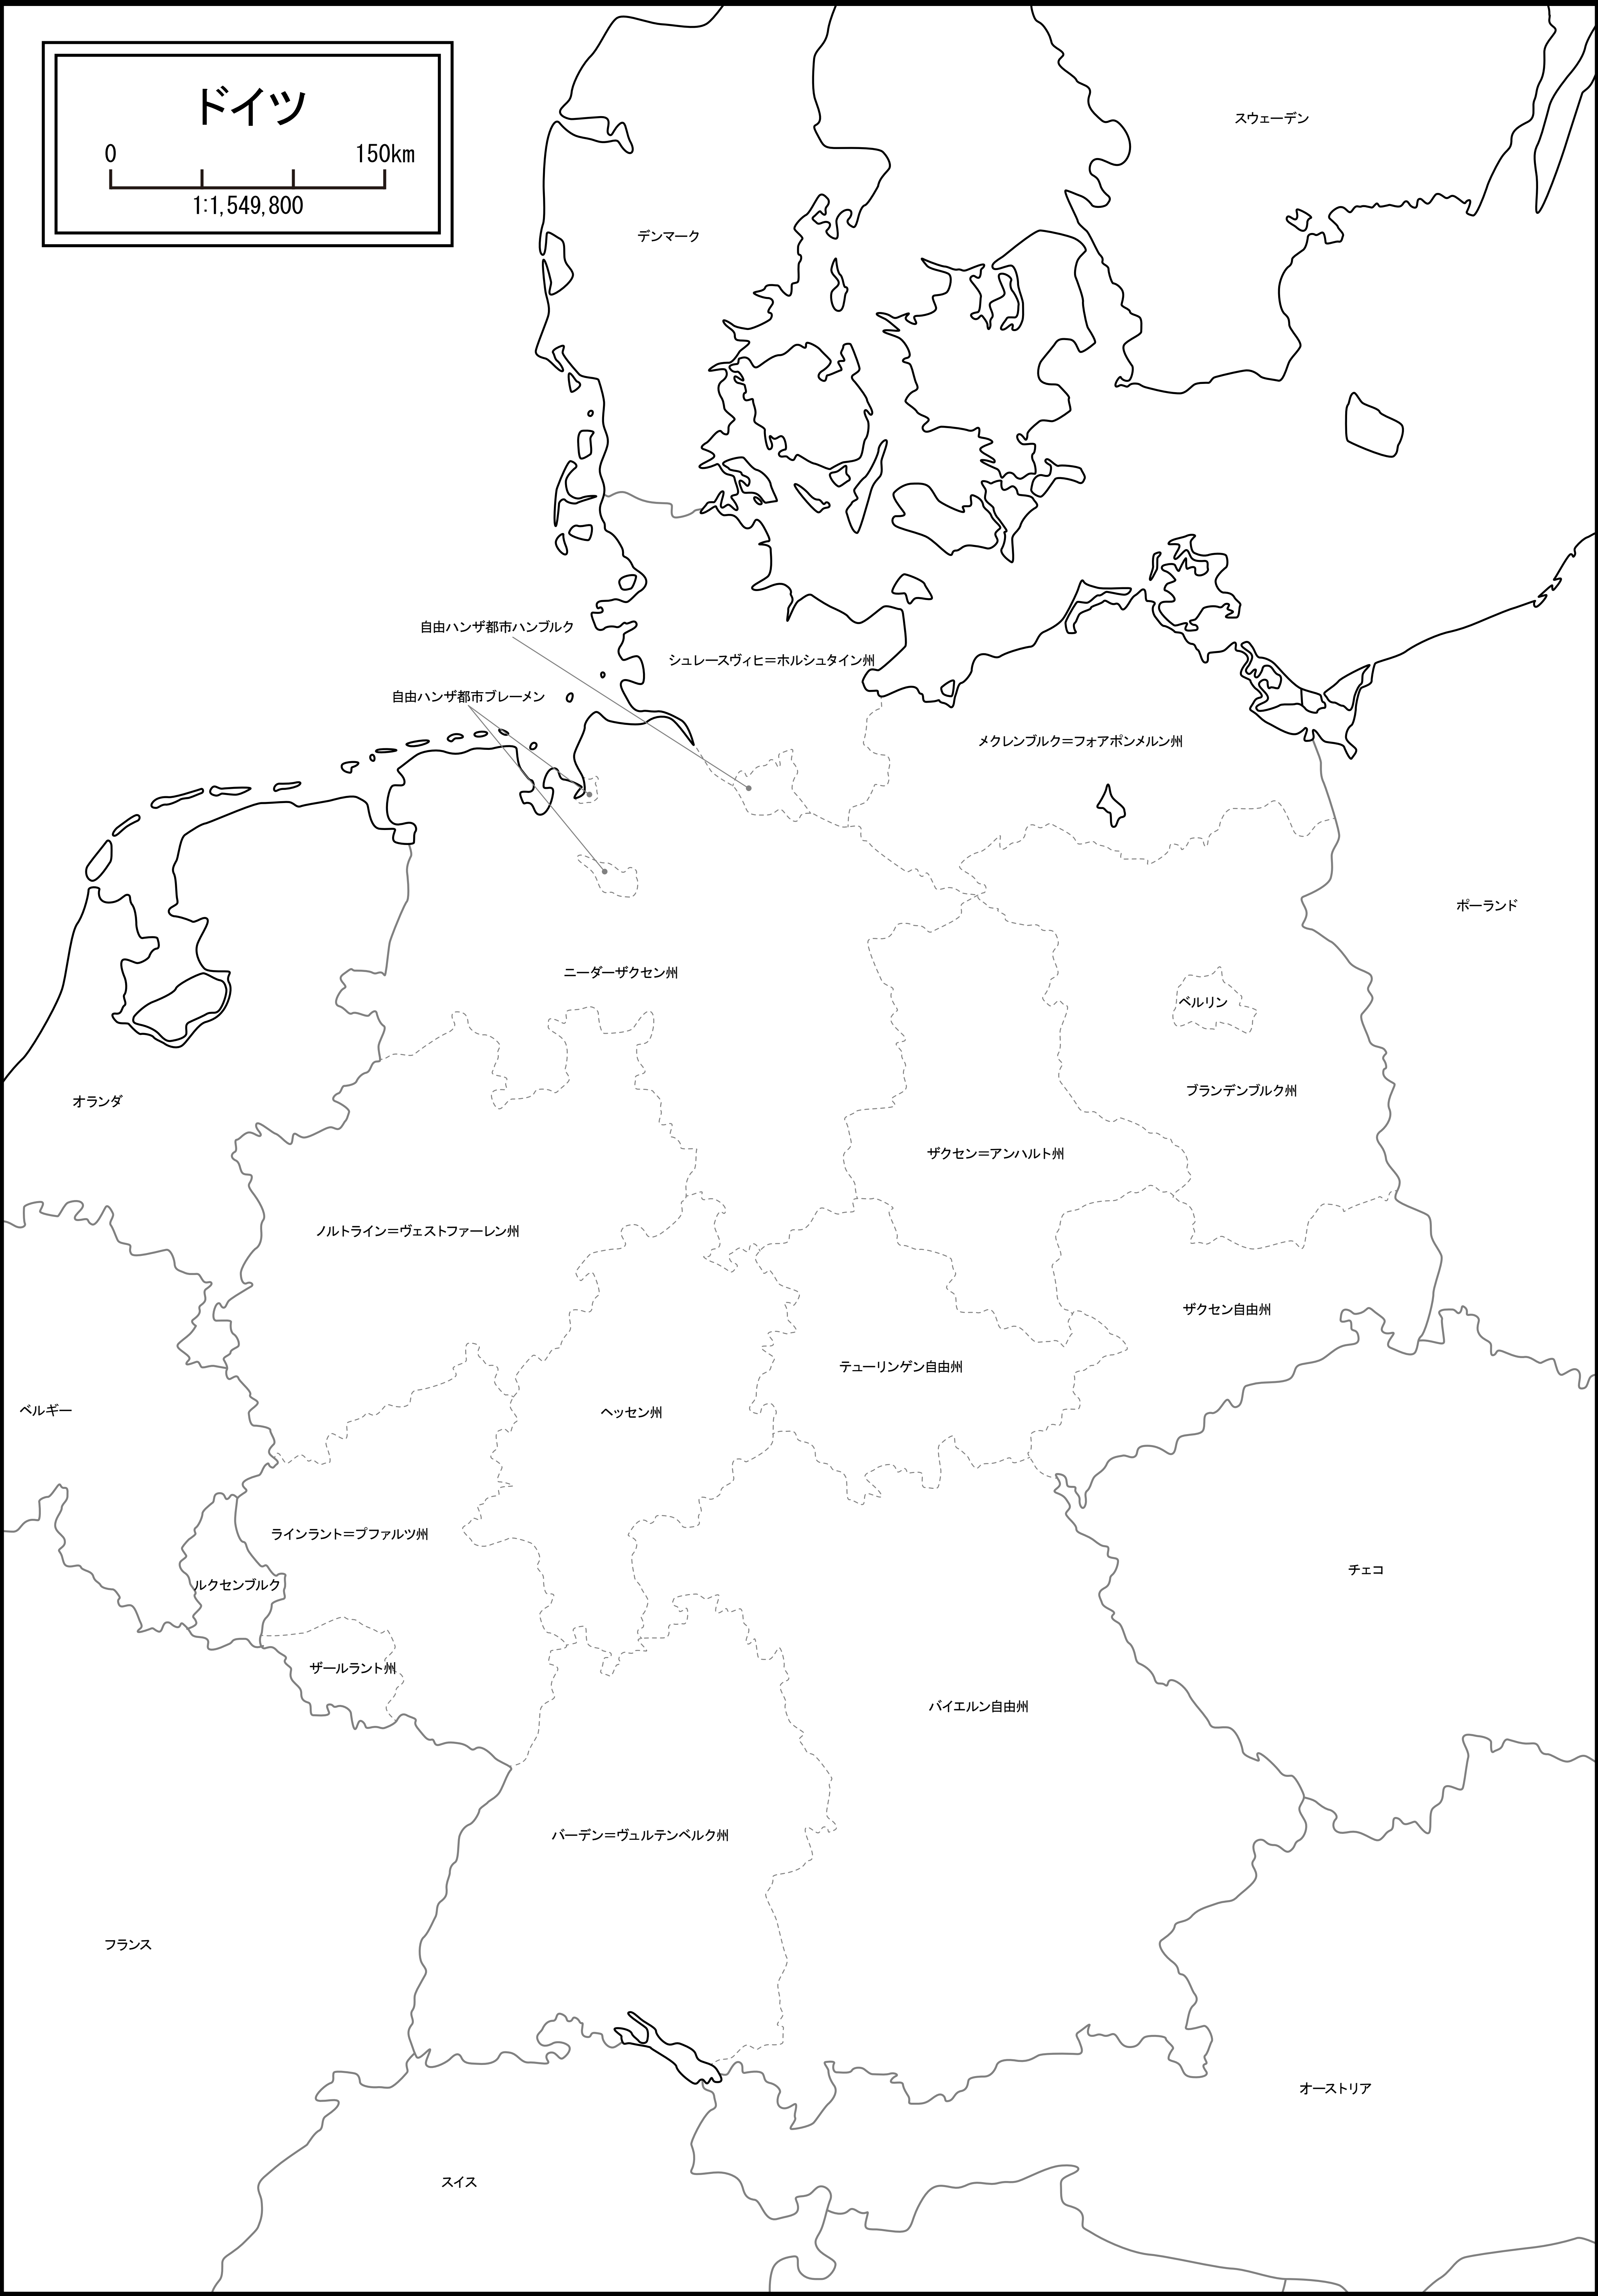 ドイツ
0 150km
1:1,549,800
スウェーデン
デンマーク
自由ハンザ都市ハンブルク
シュレースヴィヒ=ホルシュタイン州
自由ハンザ都市ブレーメン
メクレンブルク=フォアポンメルン州
ポーランド
ニーダーザクセン州
ベルリン
ブランデンブルク州
オランダ
ザクセン=アンハルト州
ノルトライン=ヴェストファーレン州
ザクセン自由州
テューリンゲン自由州
ベルギー
ヘッセン州
ラインラント=プファルツ州
チェコ
ルクセンブルク
ザールラント州
バイエルン自由州
バーデン=ヴュルテンベルク州
フランス
オーストリア
スイス